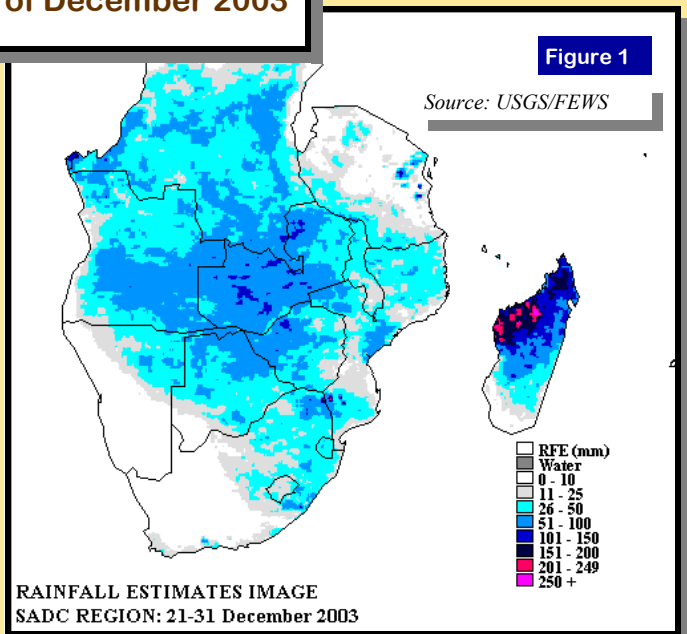 of December 2003
Figure 1
Source: USGS/FEWS
RFE (mm)
Water
0 - 10
11 - 25
26 - 50
51 - 100
101 - 150
151 - 200
201 - 249
250 +
RAINFALL ESTIMATES IMAGE
SADC REGION: 21-31 December 2003